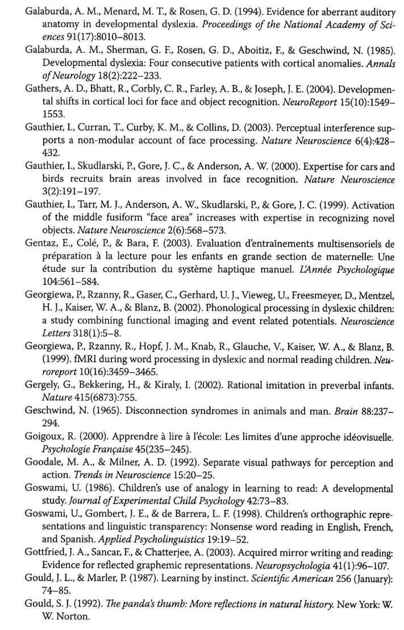 Galaburda, A. M., Menard, M. T., & Rosen, G. D. (1994). Evidence for aberrant auditory
anatomy in developmental dyslexia. Proceedings of the National Academy of Sci-
ences 91(17):8010–8013.
Galaburda, A. M., Sherman, G. F., Rosen, G. D., Aboitiz, F., & Geschwind, N. (1985).
Developmental dyslexia: Four consecutive patients with cortical anomalies. Annals
of Neurology 18(2):222–233.
Gathers, A. D., Bhatt, R., Corbly, C. R., Farley, A. B., & Joseph, J. E. (2004). Developmen-
tal shifts in cortical loci for face and object recognition. NeuroReport 15(10):1549–
1553.
Gauthier, I., Curran, T., Curby, K. M., & Collins, D. (2003). Perceptual interference sup-
ports a non-modular account of face processing. Nature Neuroscience 6(4):428–
432.
Gauthier, I., Skudlarski, P., Gore, J. C., & Anderson, A. W. (2000). Expertise for cars and
birds recruits brain areas involved in face recognition. Nature Neuroscience
3(2):191–197.
Gauthier, I., Tarr, M. J., Anderson, A. W., Skudlarski, P., & Gore, J. C. (1999). Activation
of the middle fusiform "face area" increases with expertise in recognizing novel
objects. Nature Neuroscience 2(6):568–573.
Gentaz, E., Colé, P., & Bara, F. (2003). Evaluation d'entraînements multisensoriels de
préparation à la lecture pour les enfants en grande section de maternelle: Une
étude sur la contribution du système haptique manuel. L'Année Psychologique
104:561–584.
Georgiewa, P., Rzanny, R., Gaser, C., Gerhard, U. J., Vieweg, U., Freesmeyer, D., Mentzel,
H. J., Kaiser, W. A., & Blanz, B. (2002). Phonological processing in dyslexic children:
a study combining functional imaging and event related potentials. Neuroscience
Letters 318(1):5–8.
Georgiewa, P., Rzanny, R., Hopf, J. M., Knab, R., Glauche, V., Kaiser, W. A., & Blanz, B.
(1999). fMRI during word processing in dyslexic and normal reading children. Neu-
roreport 10(16):3459–3465.
Gergely, G., Bekkering, H., & Kiraly, I. (2002). Rational imitation in preverbal infants.
Nature 415(6873):755.
Geschwind, N. (1965). Disconnection syndromes in animals and man. Brain 88:237–
294.
Goigoux, R. (2000). Apprendre à lire à l'école: Les limites d'une approche idéovisuelle.
Psychologie Française 45(235–245).
Goodale, M. A., & Milner, A. D. (1992). Separate visual pathways for perception and
action. Trends in Neuroscience 15:20–25.
Goswami, U. (1986). Children's use of analogy in learning to read: A developmental
study. Journal of Experimental Child Psychology 42:73–83.
Goswami, U., Gombert, J. E., & de Barrera, L. F. (1998). Children's orthographic repre-
sentations and linguistic transparency: Nonsense word reading in English, French,
and Spanish. Applied Psycholinguistics 19:19–52.
Gottfried, J. A., Sancar, F., & Chatterjee, A. (2003). Acquired mirror writing and reading:
Evidence for reflected graphemic representations. Neuropsychologia 41(1):96–107.
Gould, J. L., & Marler, P. (1987). Learning by instinct. Scientific American 256 (January):
74–85.
Gould, S. J. (1992). The panda's thumb: More reflections in natural history. New York: W.
W. Norton.